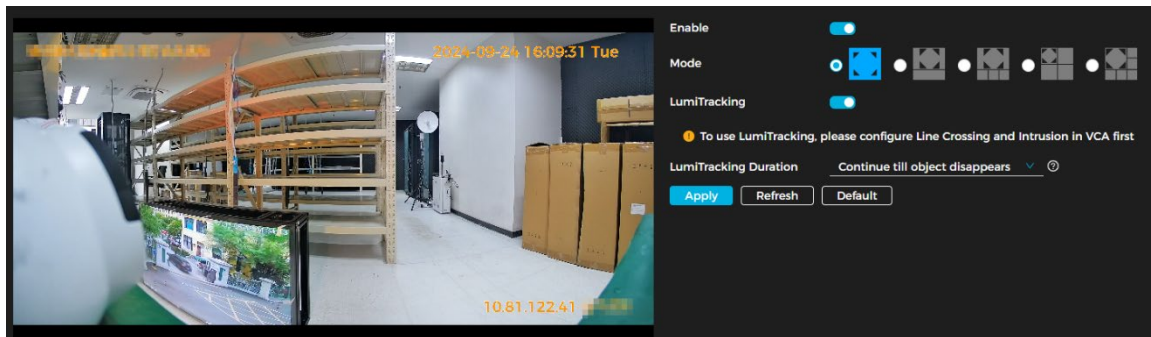 2024-09-24 16:09:31 Tue
10.81.122.41
Enable
Mode
LumiTracking
To use LumiTracking, please configure Line Crossing and Intrusion in VCA first
LumiTracking Duration Continue till object disappears
Apply Refresh Default